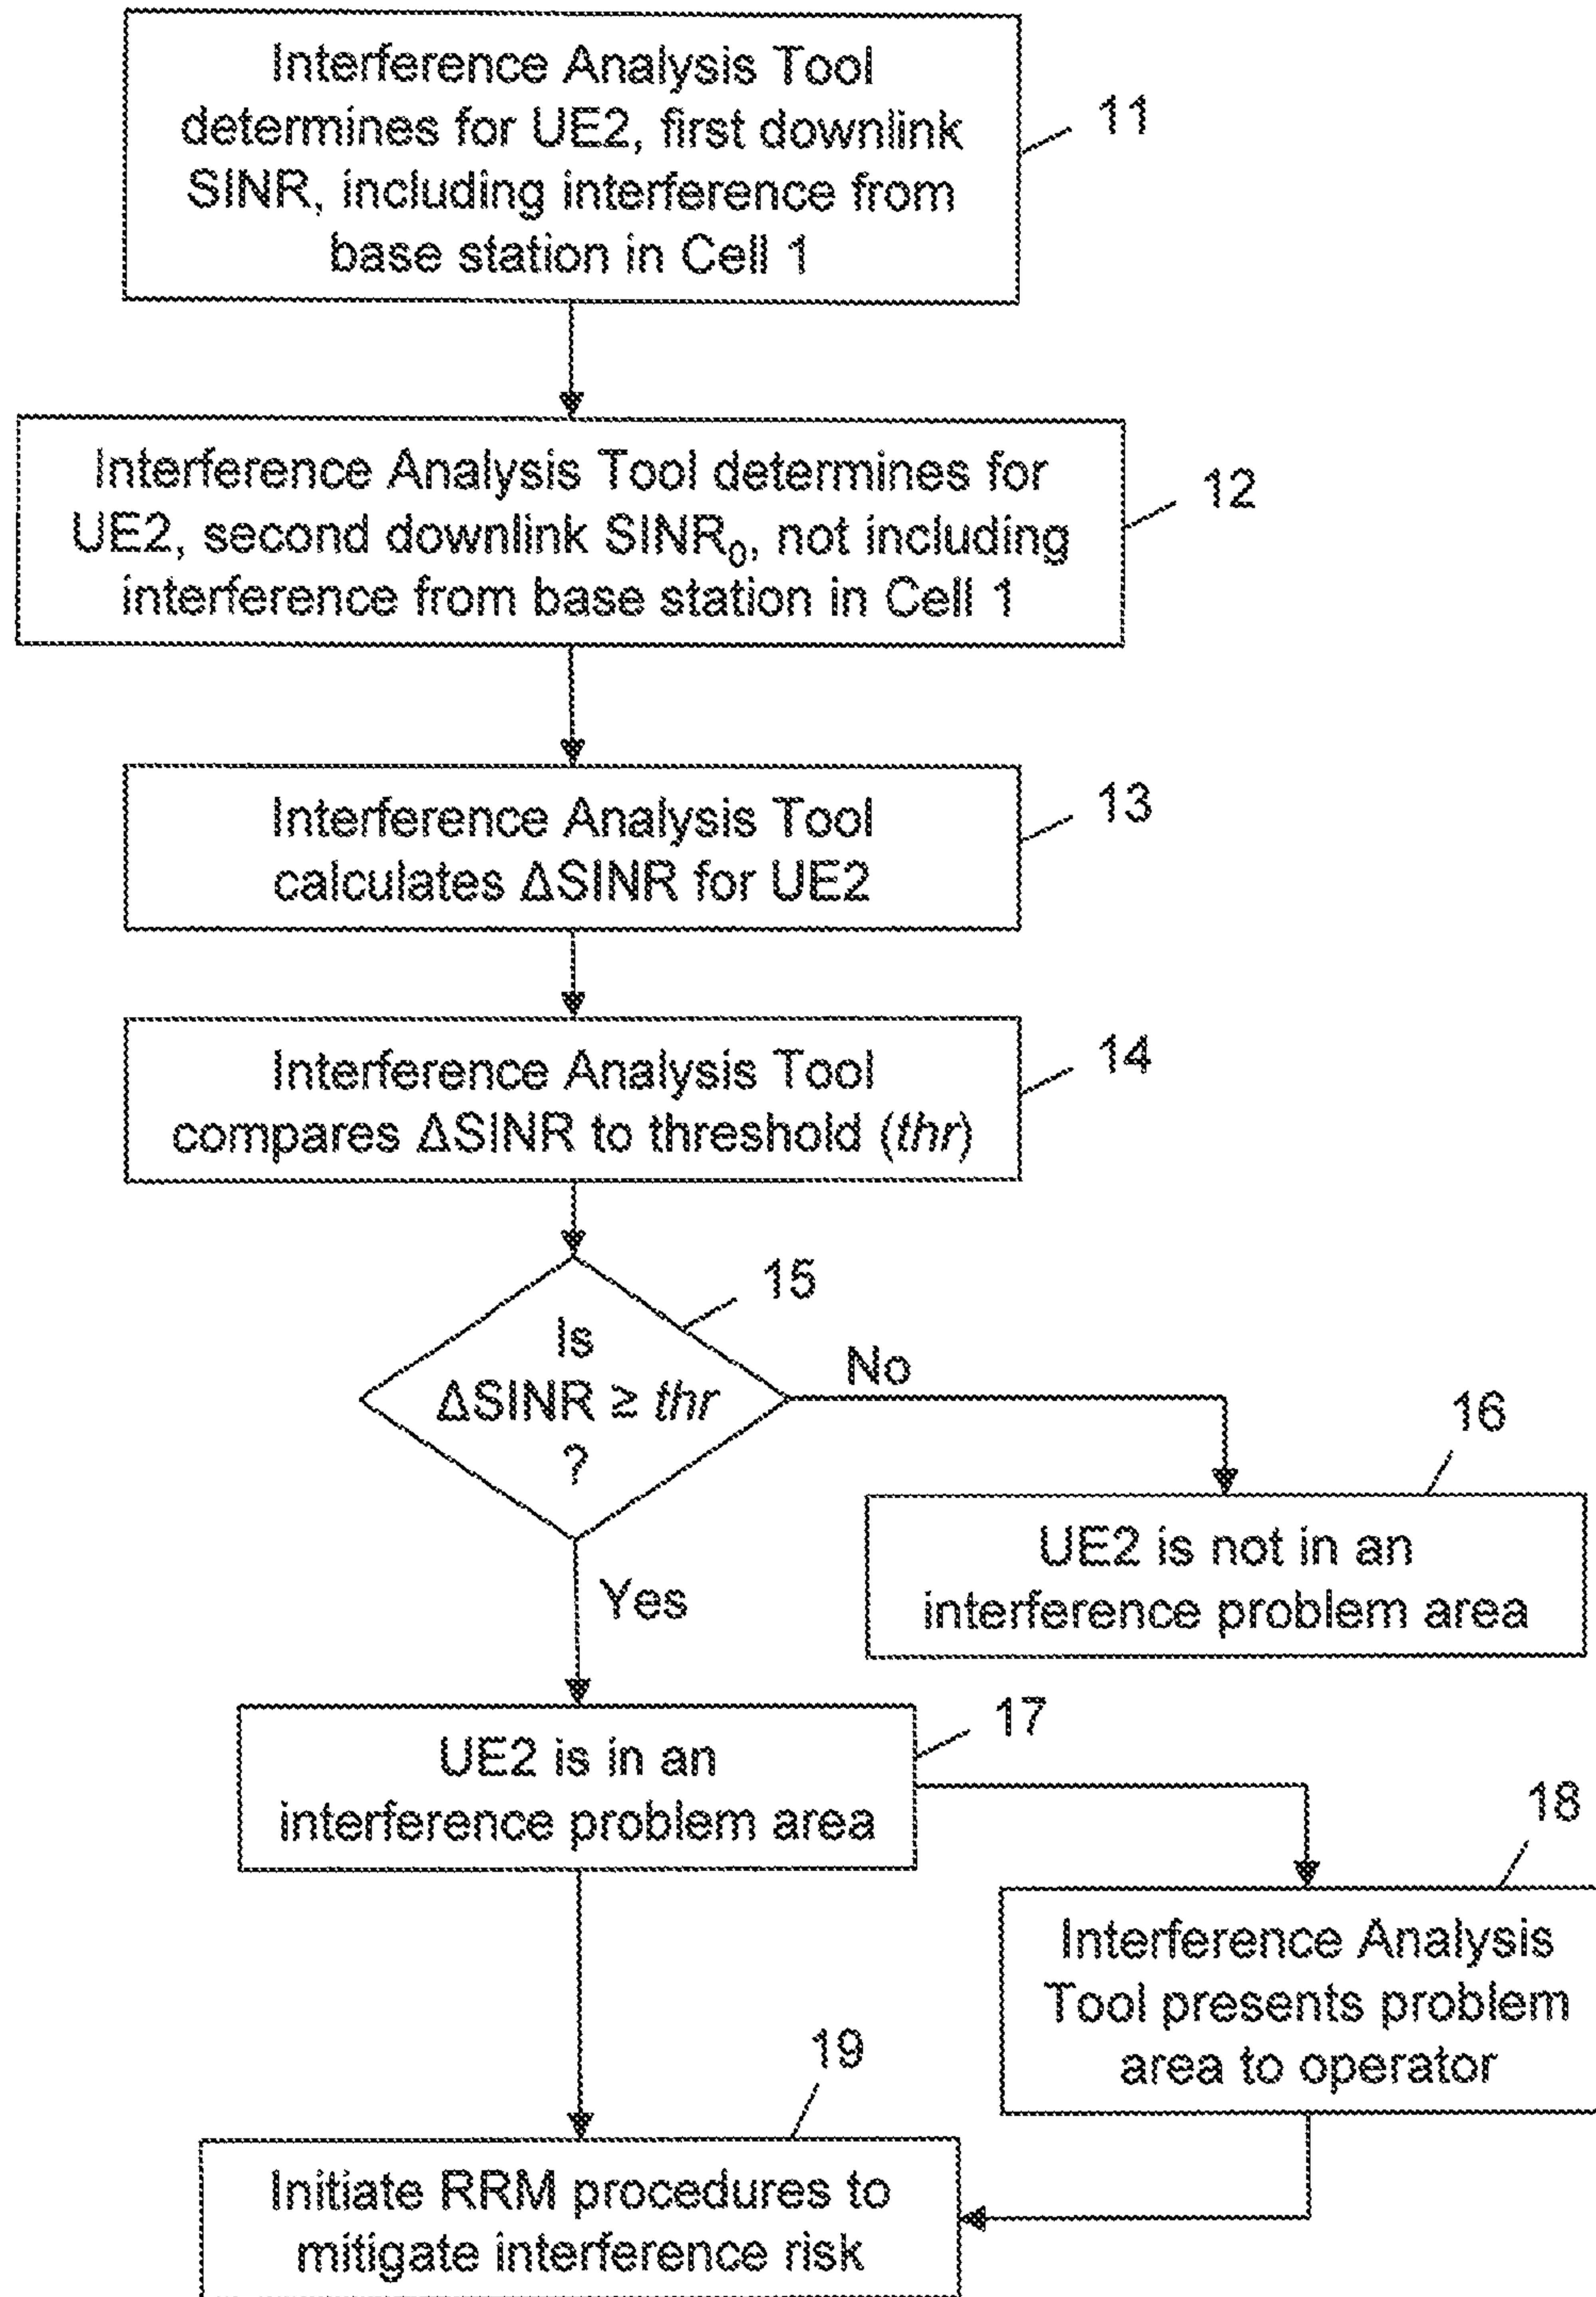 Interference Analysis Tool
determines for UE2, first downlink
SINR, including interference from
base station in Cell 1
11
Interference Analysis Tool determines for
UE2, second downlink SINR₀, not including
interference from base station in Cell 1
12
Interference Analysis Tool
calculates ΔSINR for UE2
13
Interference Analysis Tool
compares ΔSINR to threshold (thr)
14
Is
ΔSINR ≥ thr
?
15
No
Yes
16
UE2 is not in an
interference problem area
UE2 is in an
interference problem area
17
18
Interference Analysis
Tool presents problem
area to operator
19
Initiate RRM procedures to
mitigate interference risk